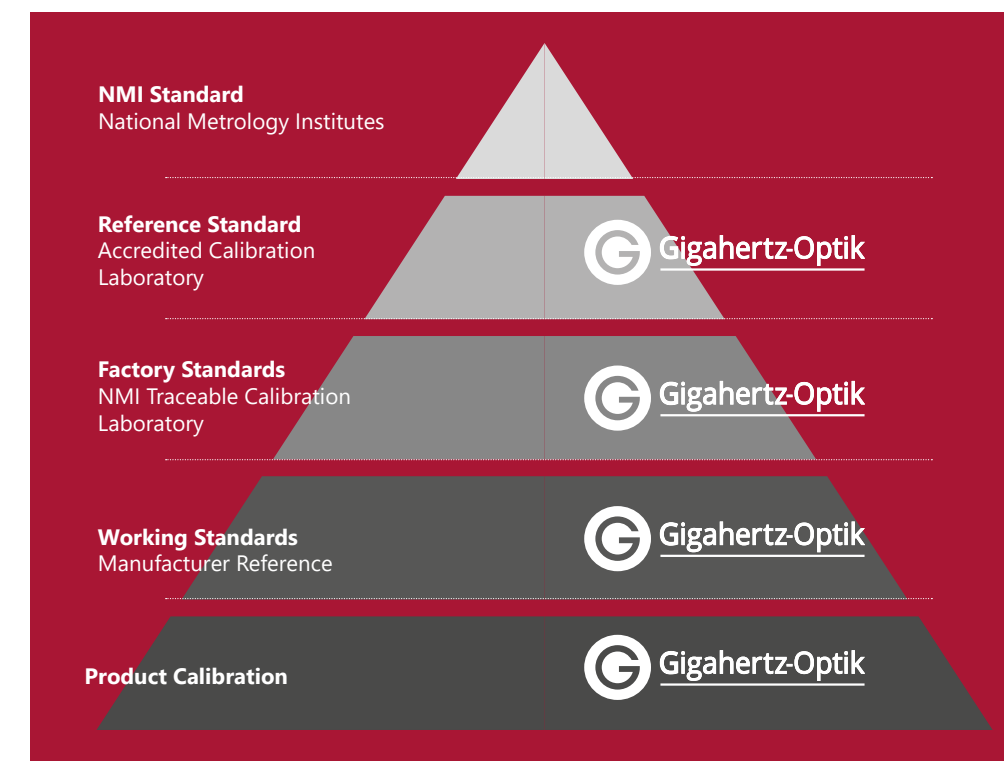 NMI Standard
National Metrology Institutes
Reference Standard
Accredited Calibration
Laboratory
G Gigahertz-Optik
Factory Standards
NMI Traceable Calibration
Laboratory
G Gigahertz-Optik
Working Standards
Manufacturer Reference
G Gigahertz-Optik
Product Calibration
G Gigahertz-Optik